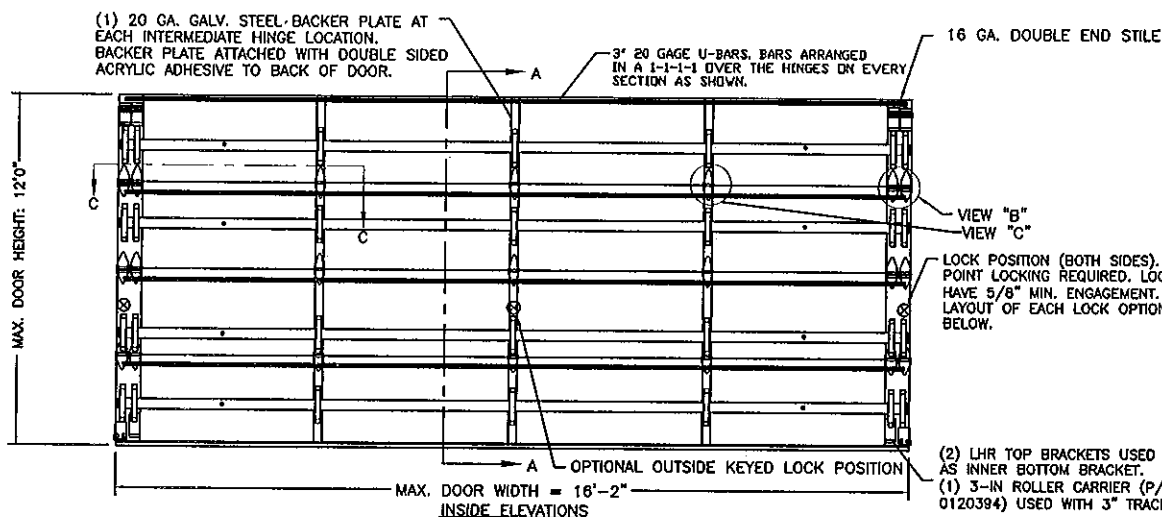 (1) 20 GA. GALV. STEEL BACKER PLATE AT
EACH INTERMEDIATE HINGE LOCATION.
BACKER PLATE ATTACHED WITH DOUBLE SIDED
ACRYLIC ADHESIVE TO BACK OF DOOR.
A
3" 20 GAGE U-BARS. BARS ARRANGED
IN A 1-1-1-1 OVER THE HINGES ON EVERY
SECTION AS SHOWN.
16 GA. DOUBLE END STILE
MAX. DOOR HEIGHT: 12'0"
C
C
VIEW "B"
VIEW "C"
LOCK POSITION (BOTH SIDES).
POINT LOCKING REQUIRED. LOC
HAVE 5/8" MIN. ENGAGEMENT.
LAYOUT OF EACH LOCK OPTION
BELOW.
A
OPTIONAL OUTSIDE KEYED LOCK POSITION
MAX. DOOR WIDTH = 16'-2"
INSIDE ELEVATIONS
(2) LHR TOP BRACKETS USED
AS INNER BOTTOM BRACKET.
(1) 3-IN ROLLER CARRIER (P/
0120394) USED WITH 3" TRAC